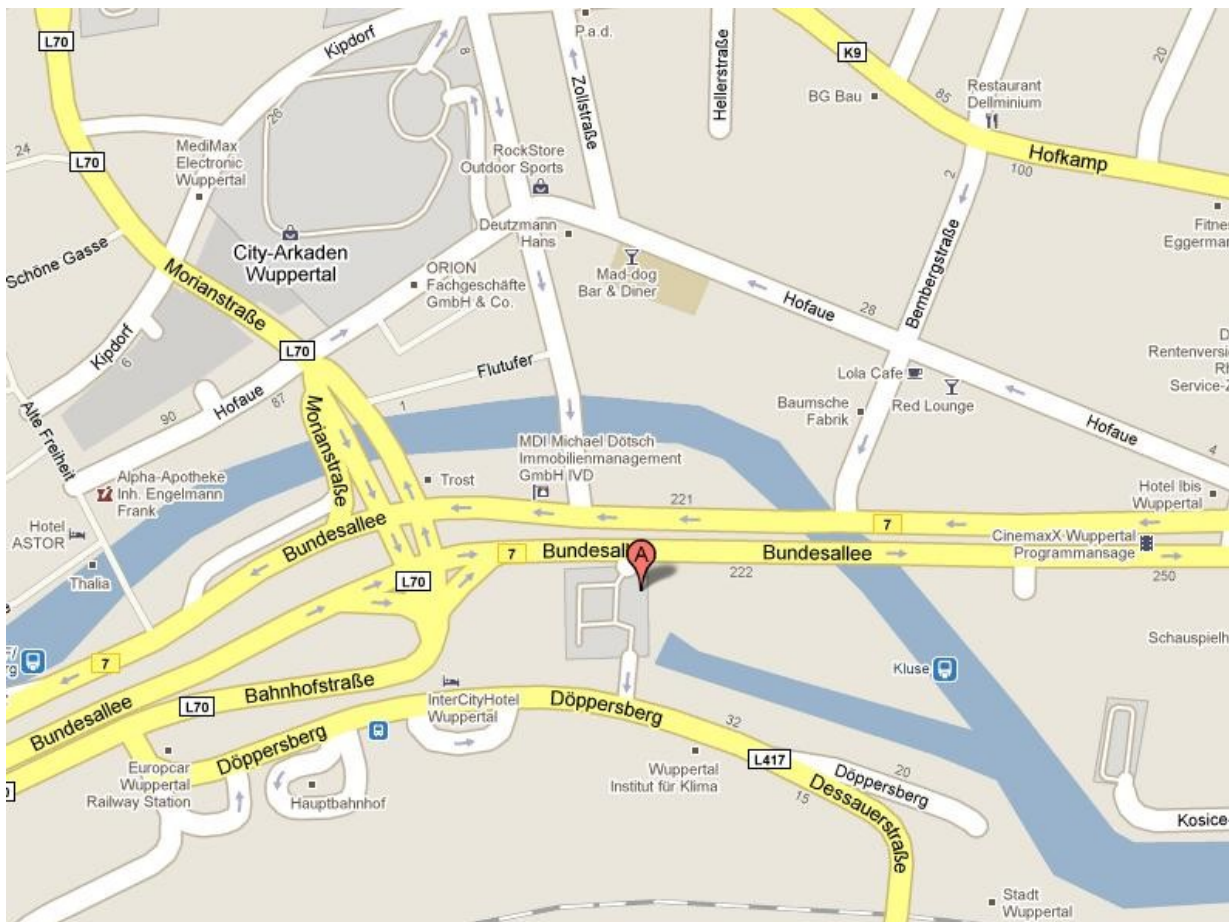 L70
Kipdorf
8
P.a.d.
Zollstraße
Hellerstraße
K9
BG Bau
85
Restaurant
Dellminium
20
Hofkamp
100
24
L70
MediMax
Electronic
Wuppertal
26
RockStore
Outdoor Sports
2
Deutzmann
Hans
City-Arkaden
Wuppertal
Schöne Gasse
Morianstraße
ORION
Fachgeschäfte
GmbH & Co.
Mad-dog
Bar & Diner
Hofaue
28
Bembergstraße
Kipdorf
6
L70
Flutufer
Lola Cafe
Red Lounge
Baumsche
Fabrik
Hofaue
4
Alte Freiheit
90
Hofaue
87
1
Morianstraße
MDI Michael Dötsch
Immobilienmanagement
GmbH IVD
Trost
Alpha-Apotheke
Inh. Engelmann
Frank
Hotel
ASTOR
Thalia
Bundesallee
221
7
Hotel Ibis
Wuppertal
CinemaxX Wuppertal
Programmansage
7
Bundesallee
A
Bundesallee
222
250
L70
Schauspielh
7
Kluse
Bundesallee
L70
Bahnhofstraße
InterCityHotel
Wuppertal
Döppersberg
32
Döppersberg
Europcar
Wuppertal
Railway Station
Hauptbahnhof
Wuppertal
Institut für Klima
L417
15
Döppersberg
20
Dessauerstraße
Kosice
Stadt
Wuppertal